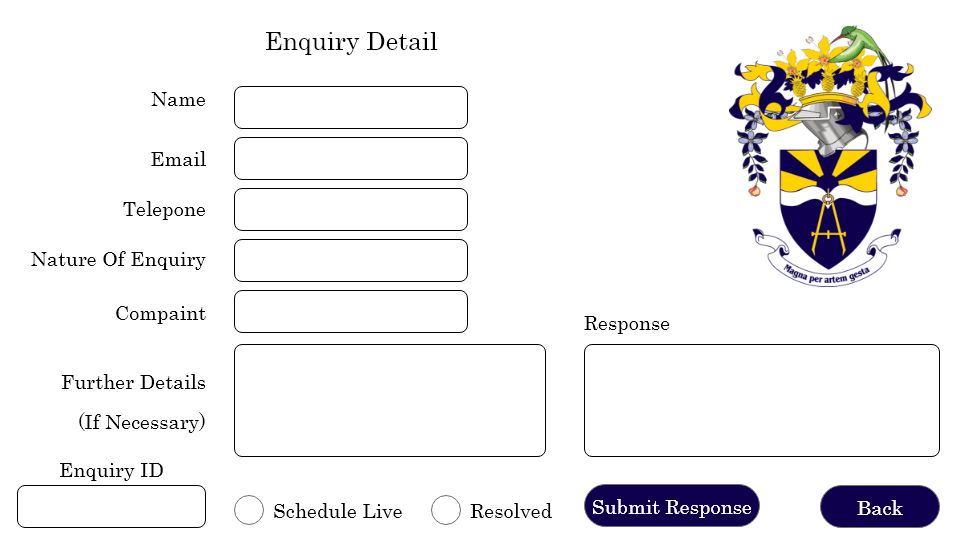 Enquiry Detail
Name
Email
Telepone
Nature Of Enquiry
Compaint
Further Details
(If Necessary)
Enquiry ID
Schedule Live
Resolved
Magna per artem gesta
Response
Submit Response
Back